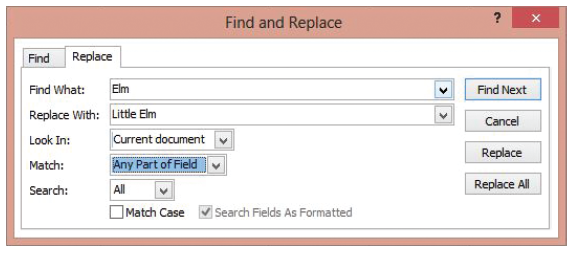 Find and Replace
? ×
Find Replace
Find What: Elm Find Next
Replace With: Little Elm Cancel
Look In: Current document
Match: Any Part of Field Replace
Search: All Replace All
Match Case Search Fields As Formatted